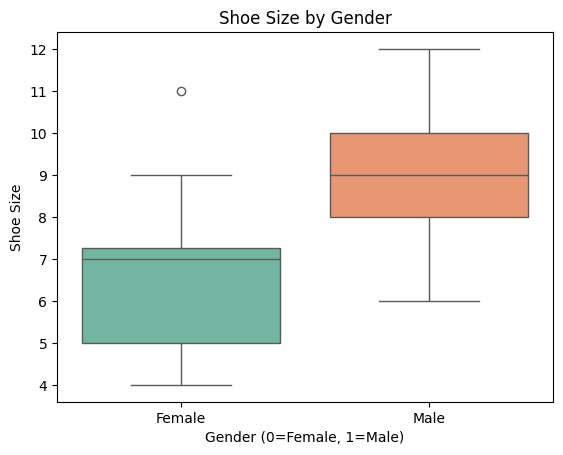 Shoe Size by Gender
12
11
10
9
8
7
6
5
4
Shoe Size
Female
Male
Gender (0=Female, 1=Male)